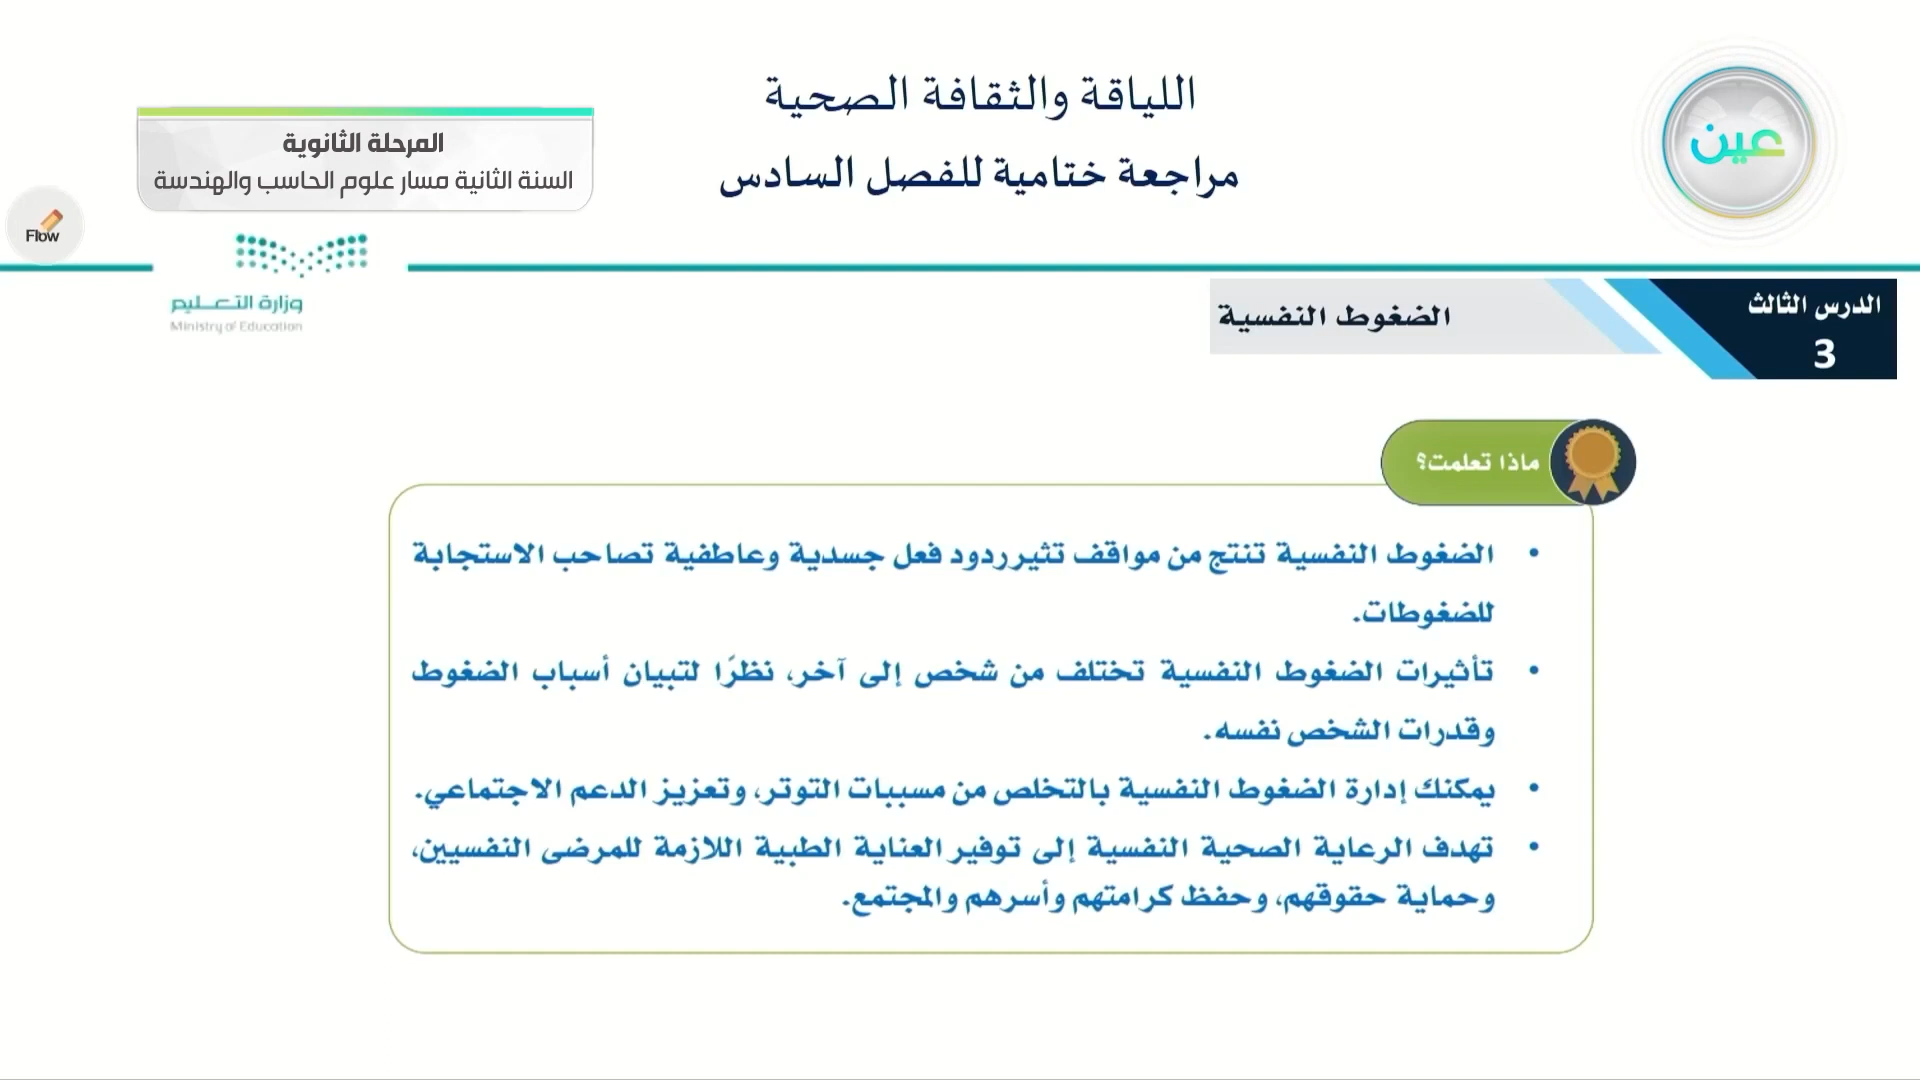 اللياقة والثقافة الصحية
مراجعة ختامية للفصل السادس
عين
المرحلة الثانوية
السنة الثانية مسار علوم الحاسب والهندسة
Flow
وزارة التعليم
Ministry of Education
الدرس الثالث
3
الضغوط النفسية
ماذا تعلمت؟
• الضغوط النفسية تنتج من مواقف تثير ردود فعل جسدية وعاطفية تصاحب الاستجابة
للضغوطات.
• تأثيرات الضغوط النفسية تختلف من شخص إلى آخر، نظرًا لتبيان أسباب الضغوط
وقدرات الشخص نفسه.
• يمكنك إدارة الضغوط النفسية بالتخلص من مسببات التوتر، وتعزيز الدعم الاجتماعي.
• تهدف الرعاية الصحية النفسية إلى توفير العناية الطبية اللازمة للمرضى النفسيين،
وحماية حقوقهم، وحفظ كرامتهم وأسرهم والمجتمع.